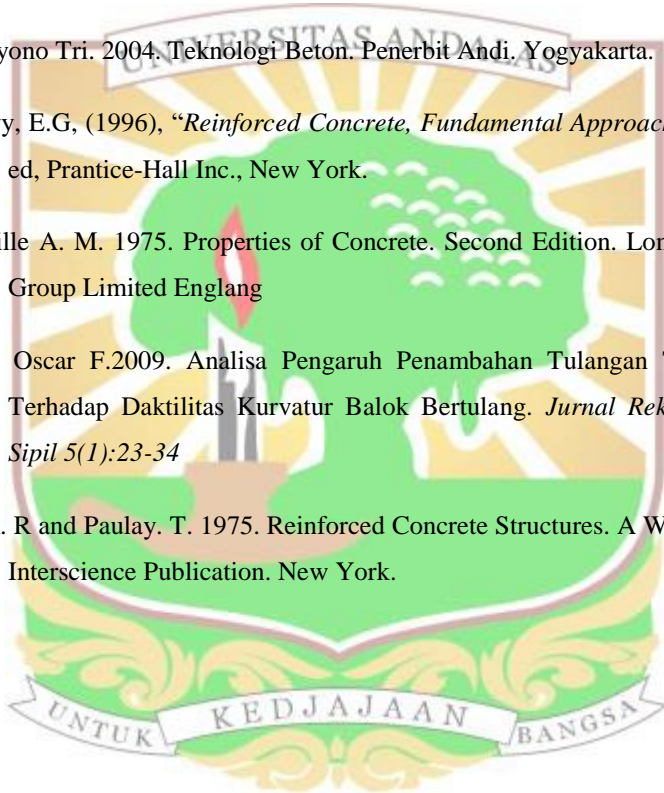 UNIVERSITAS ANDALAS
yono Tri. 2004. Teknologi Beton. Penerbit Andi. Yogyakarta.
y, E.G, (1996), “Reinforced Concrete, Fundamental Approach
ed, Prantice-Hall Inc., New York.
ille A. M. 1975. Properties of Concrete. Second Edition. Lon
Group Limited Englang
Oscar F.2009. Analisa Pengaruh Penambahan Tulangan T
Terhadap Daktilitas Kurvatur Balok Bertulang. Jurnal Rek
Sipil 5(1):23-34
. R and Paulay. T. 1975. Reinforced Concrete Structures. A W
Interscience Publication. New York.
UNTUK KEDJAJAAN BANGSA